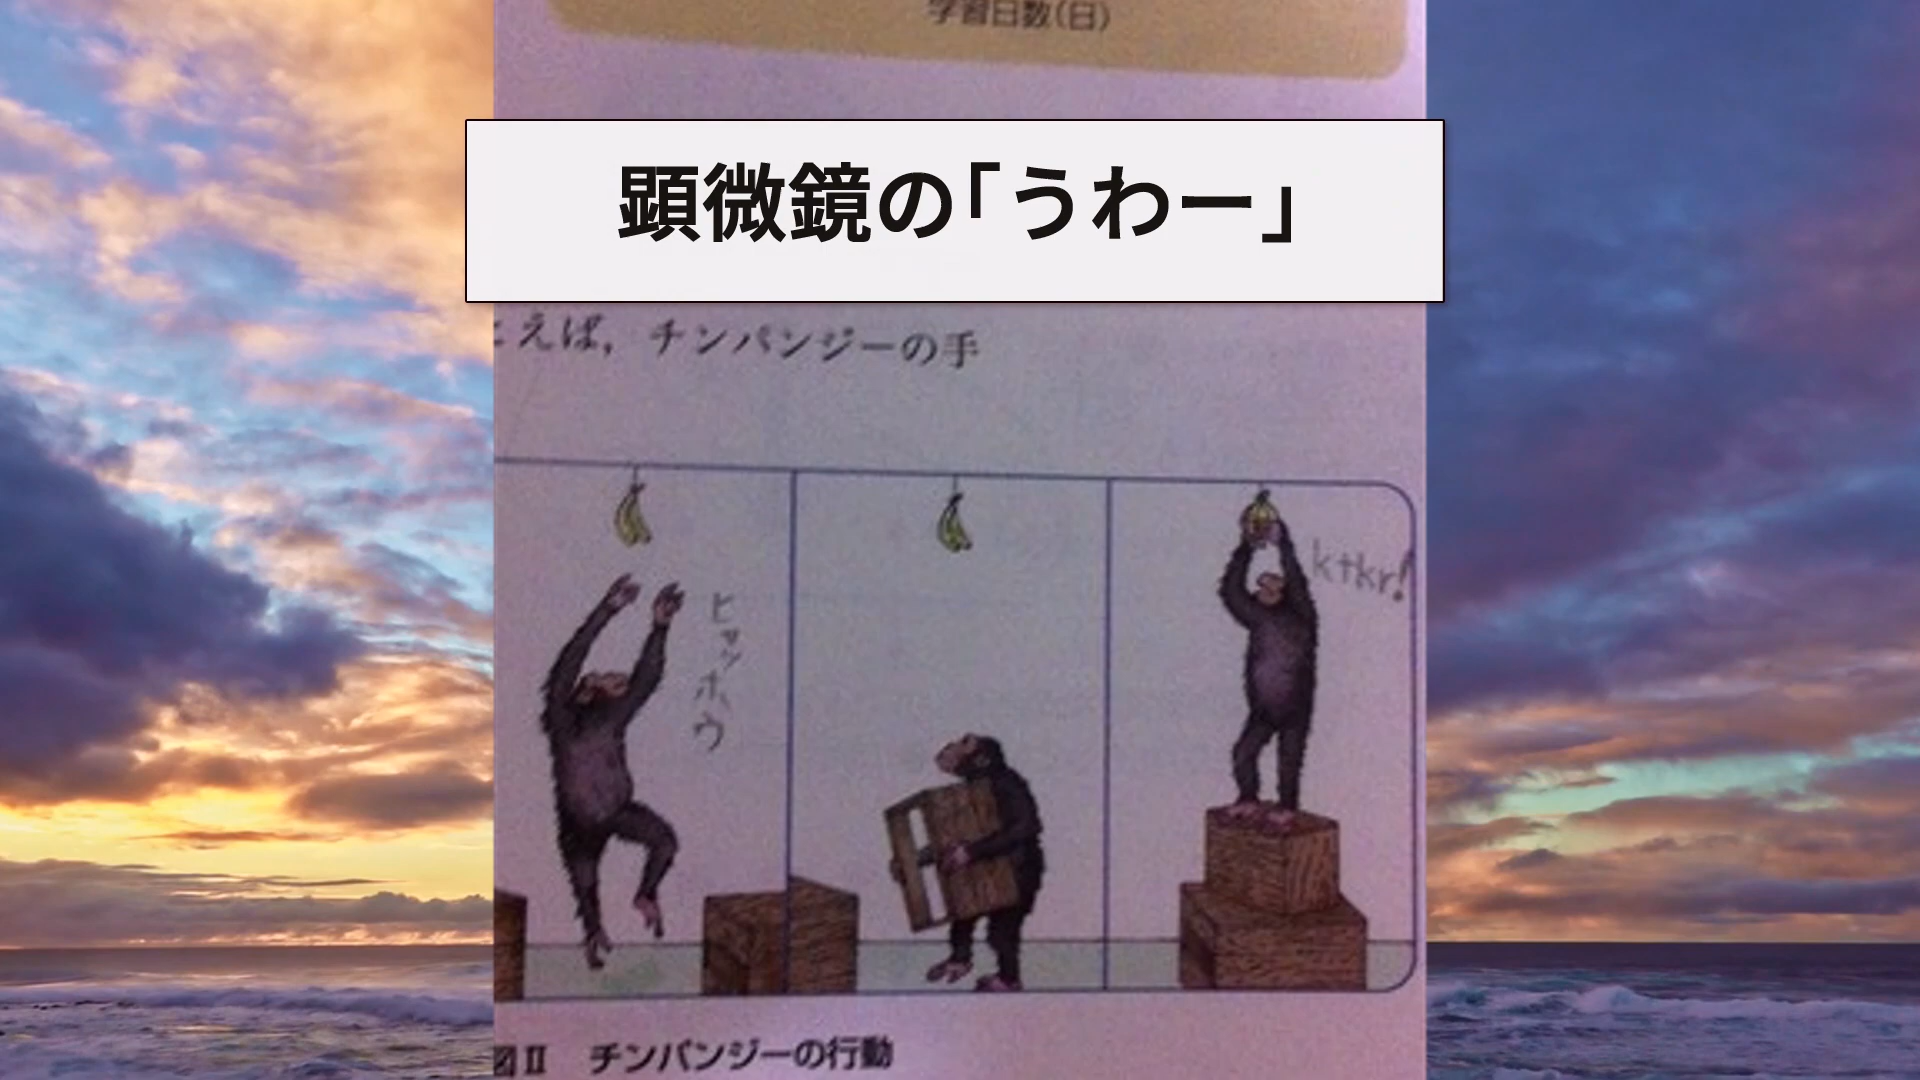 学習日数(日)
顕微鏡の「うわー」
えば，チンパンジーの手
ヒャッホウ
ktkr!
図Ⅱ チンパンジーの行動